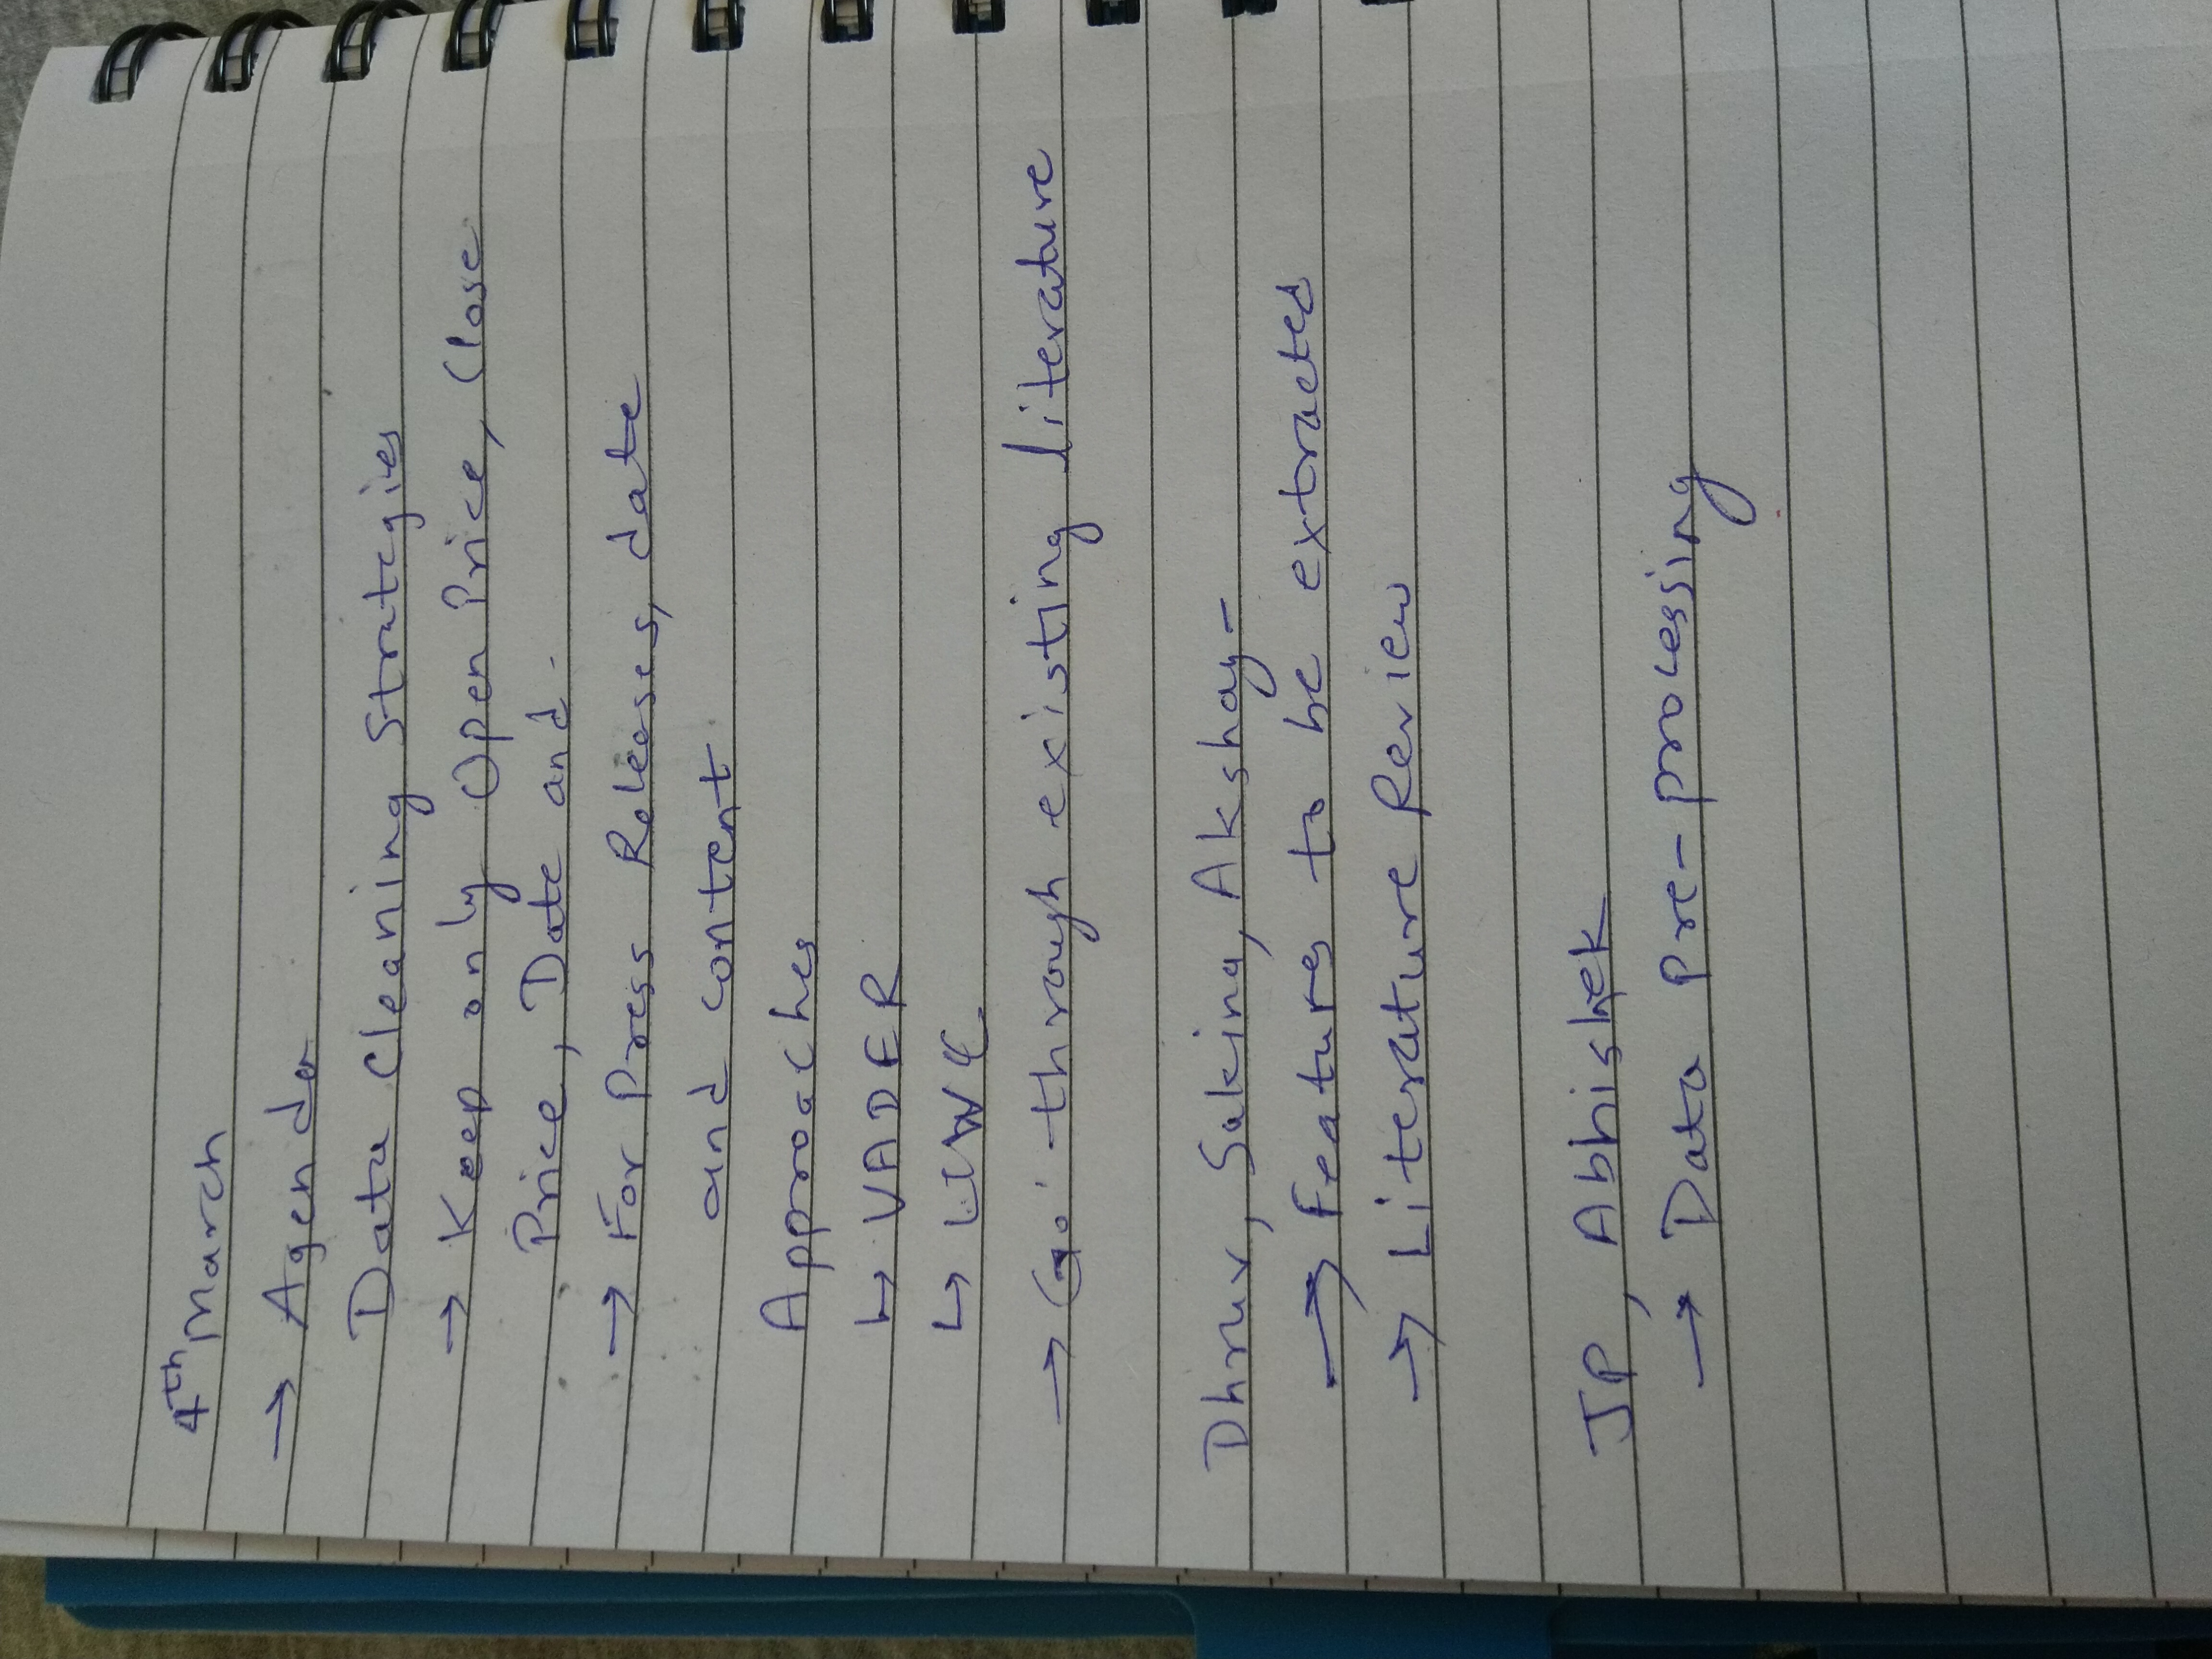 4th March
→ Agenda
Data Cleaning Strategies
→ Keep only Open Price, Close
Price, Date and -
→ For Press Releases, date
and content
Approaches
↳ VADER
↳ LIWC
→ Go through existing literature
Dhruv, Sakina, Akshay -
→ Features to be extracted
→ Literature Review
JP, Abhishek
→ Data Pre-processing